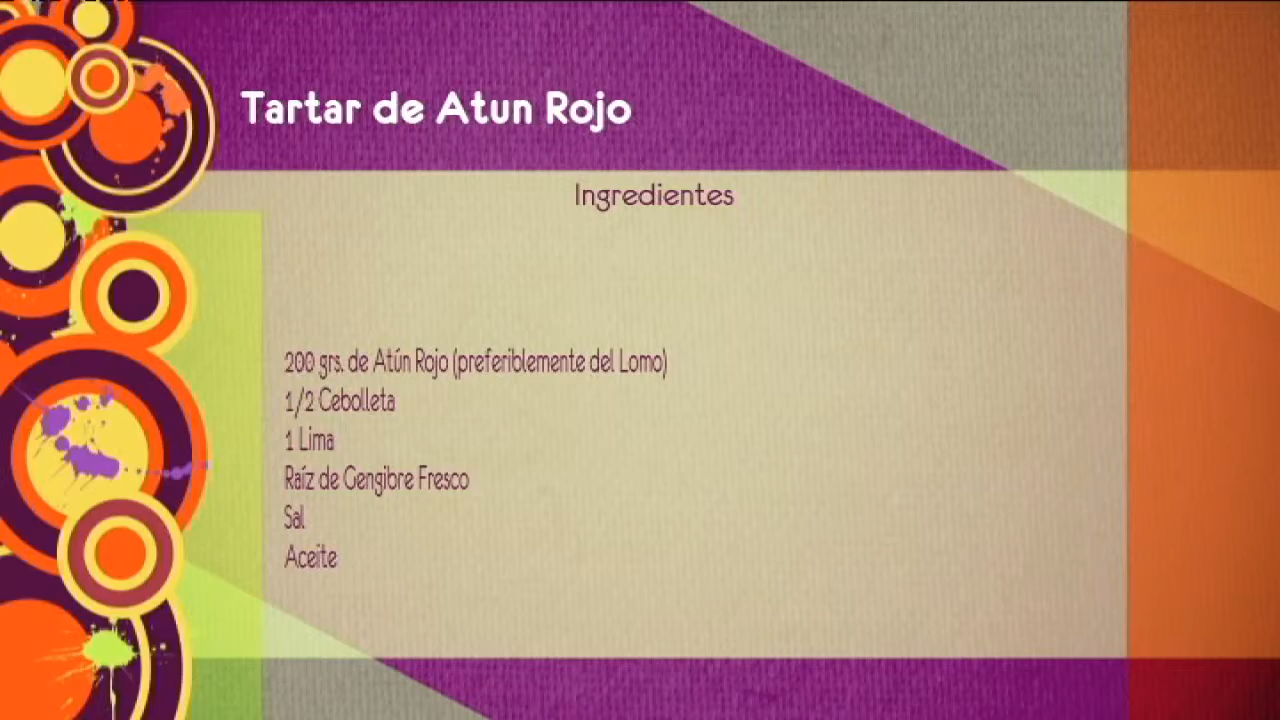 Tartar de Atun Rojo
Ingredientes
200 grs. de Atún Rojo (preferiblemente del Lomo)
1/2 Cebolleta
1 Lima
Raíz de Gengibre Fresco
Sal
Aceite